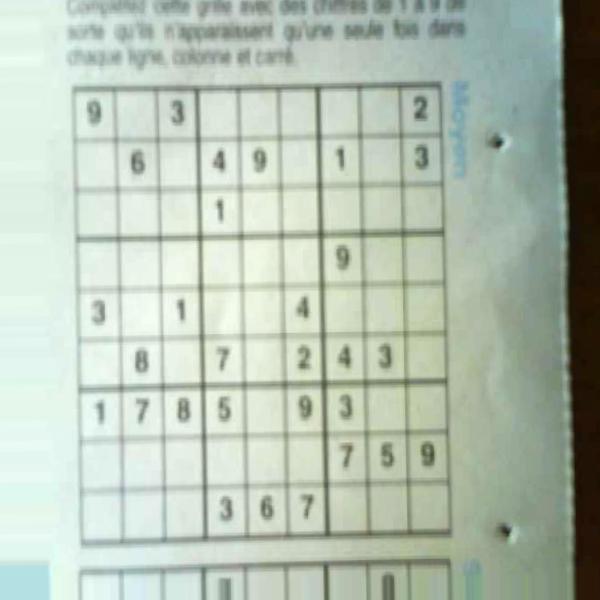 Complétez cette grille avec des chiffres de 1 à 9 de
sorte qu'ils n'apparaissent qu'une seule fois dans
chaque ligne, colonne et carré.
Moyen
9 3 2
6 4 9 1 3
1
9
3 1 4
8 7 2 4 3
1 7 8 5 9 3
7 5 9
3 6 7